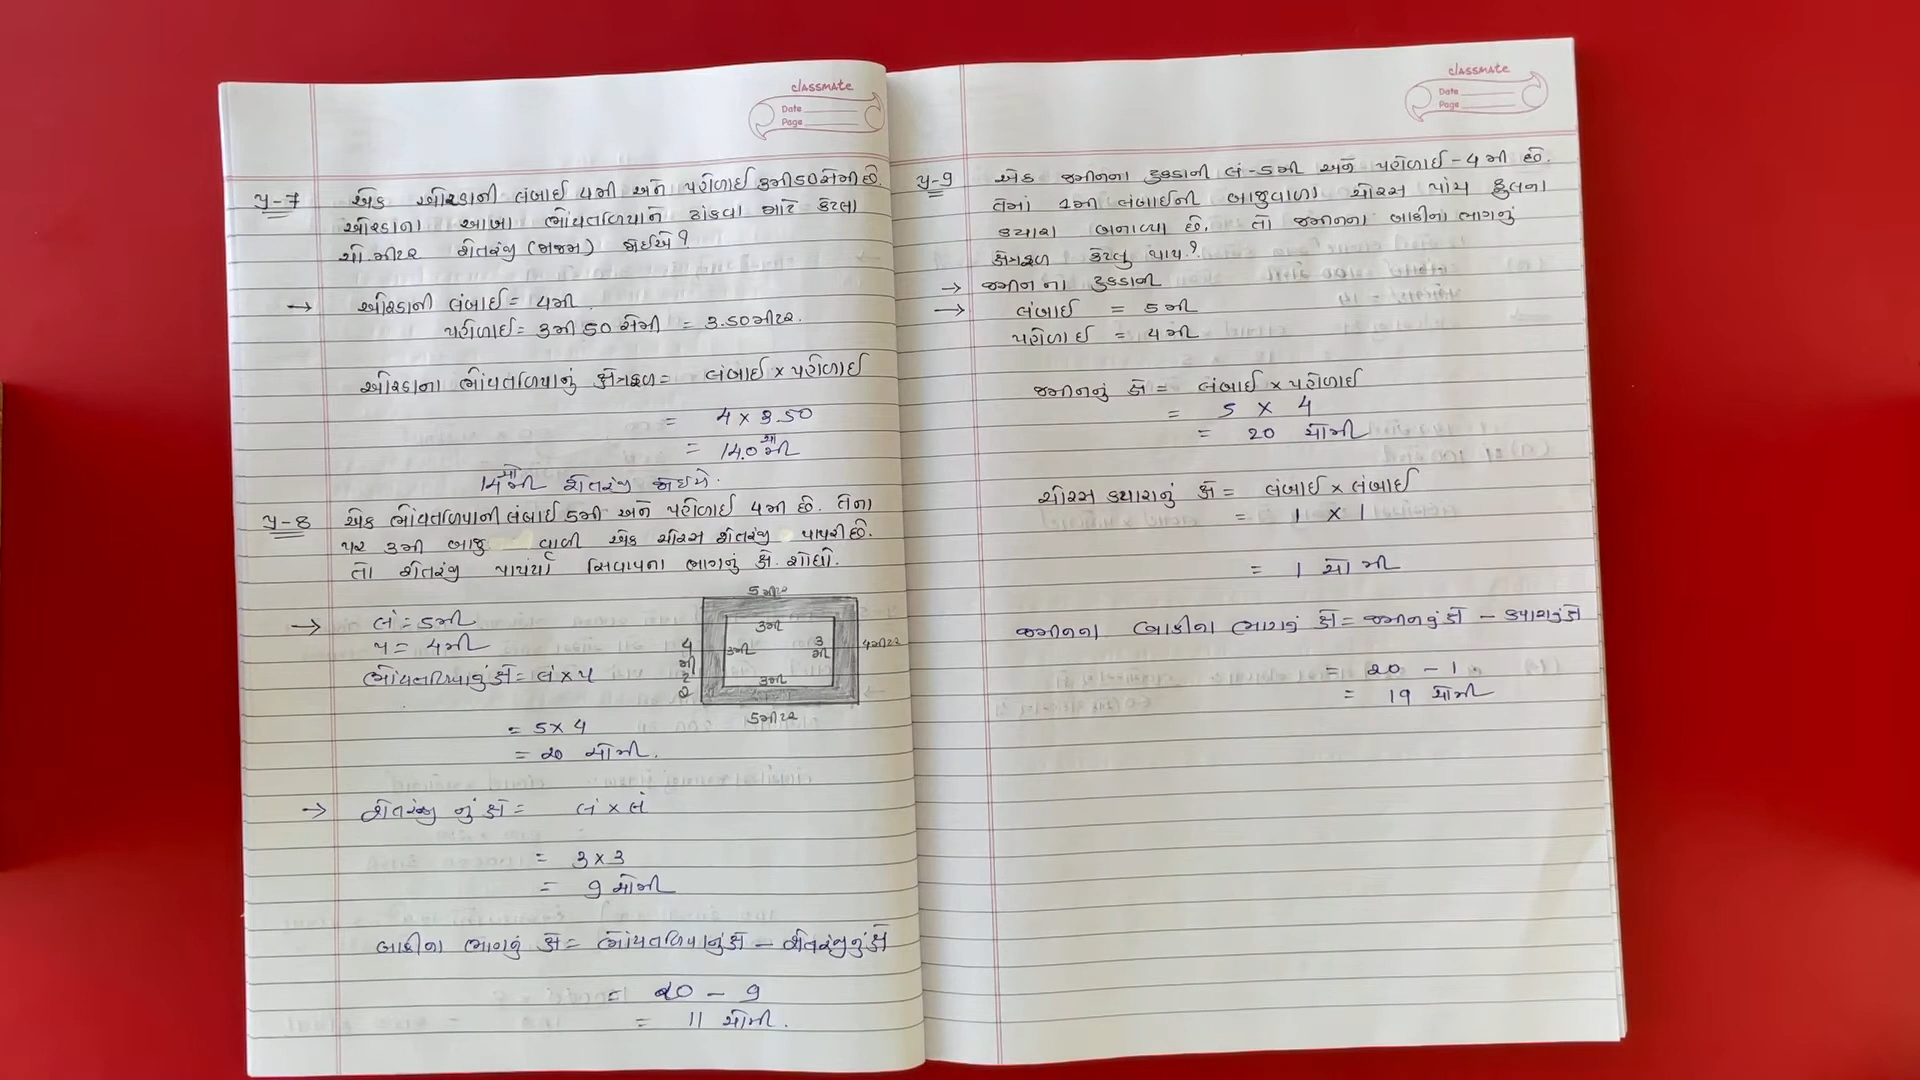 classmate
Date
Page
પ્ર-7 એક ઓરડાની લંબાઈ 4મી અને પહોળાઈ 3મી50સેમી છે.
ઓરડાના આખા ભોંયતળિયાને ઢાંકવા માટે કેટલા
ચો.મીટર શેતરંજી (જાજમ) જોઈએ?
→ ઓરડાની લંબાઈ = 4મી
પહોળાઈ = 3મી 50 સેમી = 3.50મીટર.
ઓરડાના ભોંયતળિયાનું ક્ષેત્રફળ = લંબાઈ × પહોળાઈ
= 4 × 3.50
= 14.0 ચોમી
14 ચોમી શેતરંજી જોઈએ.
પ્ર-8 એક ભોંયતળિયાની લંબાઈ 5મી અને પહોળાઈ 4મી છે. તેના
પર 3મી બાજુ વાળી એક ચોરસ શેતરંજી પાથરી છે.
તો શેતરંજી પાથર્યા સિવાયના ભાગનું ક્ષે. શોધો.
5મીટર
→ લં = 5મી
3મી
પ = 4મી
4મીટર
3મી
3મી
4મીટર
ભોંયતળિયાનું ક્ષે = લં × પ
3મી
5મીટર
= 5 × 4
= 20 ચોમી.
→ શેતરંજી નું ક્ષે = લં × લં
= 3 × 3
= 9 ચોમી
બાકીના ભાગનું ક્ષે = ભોંયતળિયાનું ક્ષે – શેતરંજીનું ક્ષે
= 20 – 9
= 11 ચોમી.
classmate
Date
Page
પ્ર-9 એક જમીનના ટુકડાની લં-5મી અને પહોળાઈ-4મી છે.
તેમાં 1મી લંબાઈની બાજુવાળા ચોરસ પાંચ ફુલના
ક્યારા બનાવ્યા છે. તો જમીનના બાકીના ભાગનું
ક્ષેત્રફળ કેટલુ થાય?
→ જમીન ના ટુકડાની
→ લંબાઈ = 5મી
પહોળાઈ = 4મી
જમીનનું ક્ષે = લંબાઈ × પહોળાઈ
= 5 × 4
= 20 ચોમી
ચોરસ ક્યારાનું ક્ષે = લંબાઈ × લંબાઈ
= 1 × 1
= 1 ચો મી
જમીનના બાકીના ભાગનું ક્ષે = જમીનનું ક્ષે – ક્યારાનું ક્ષે
= 20 – 1
= 19 ચોમી